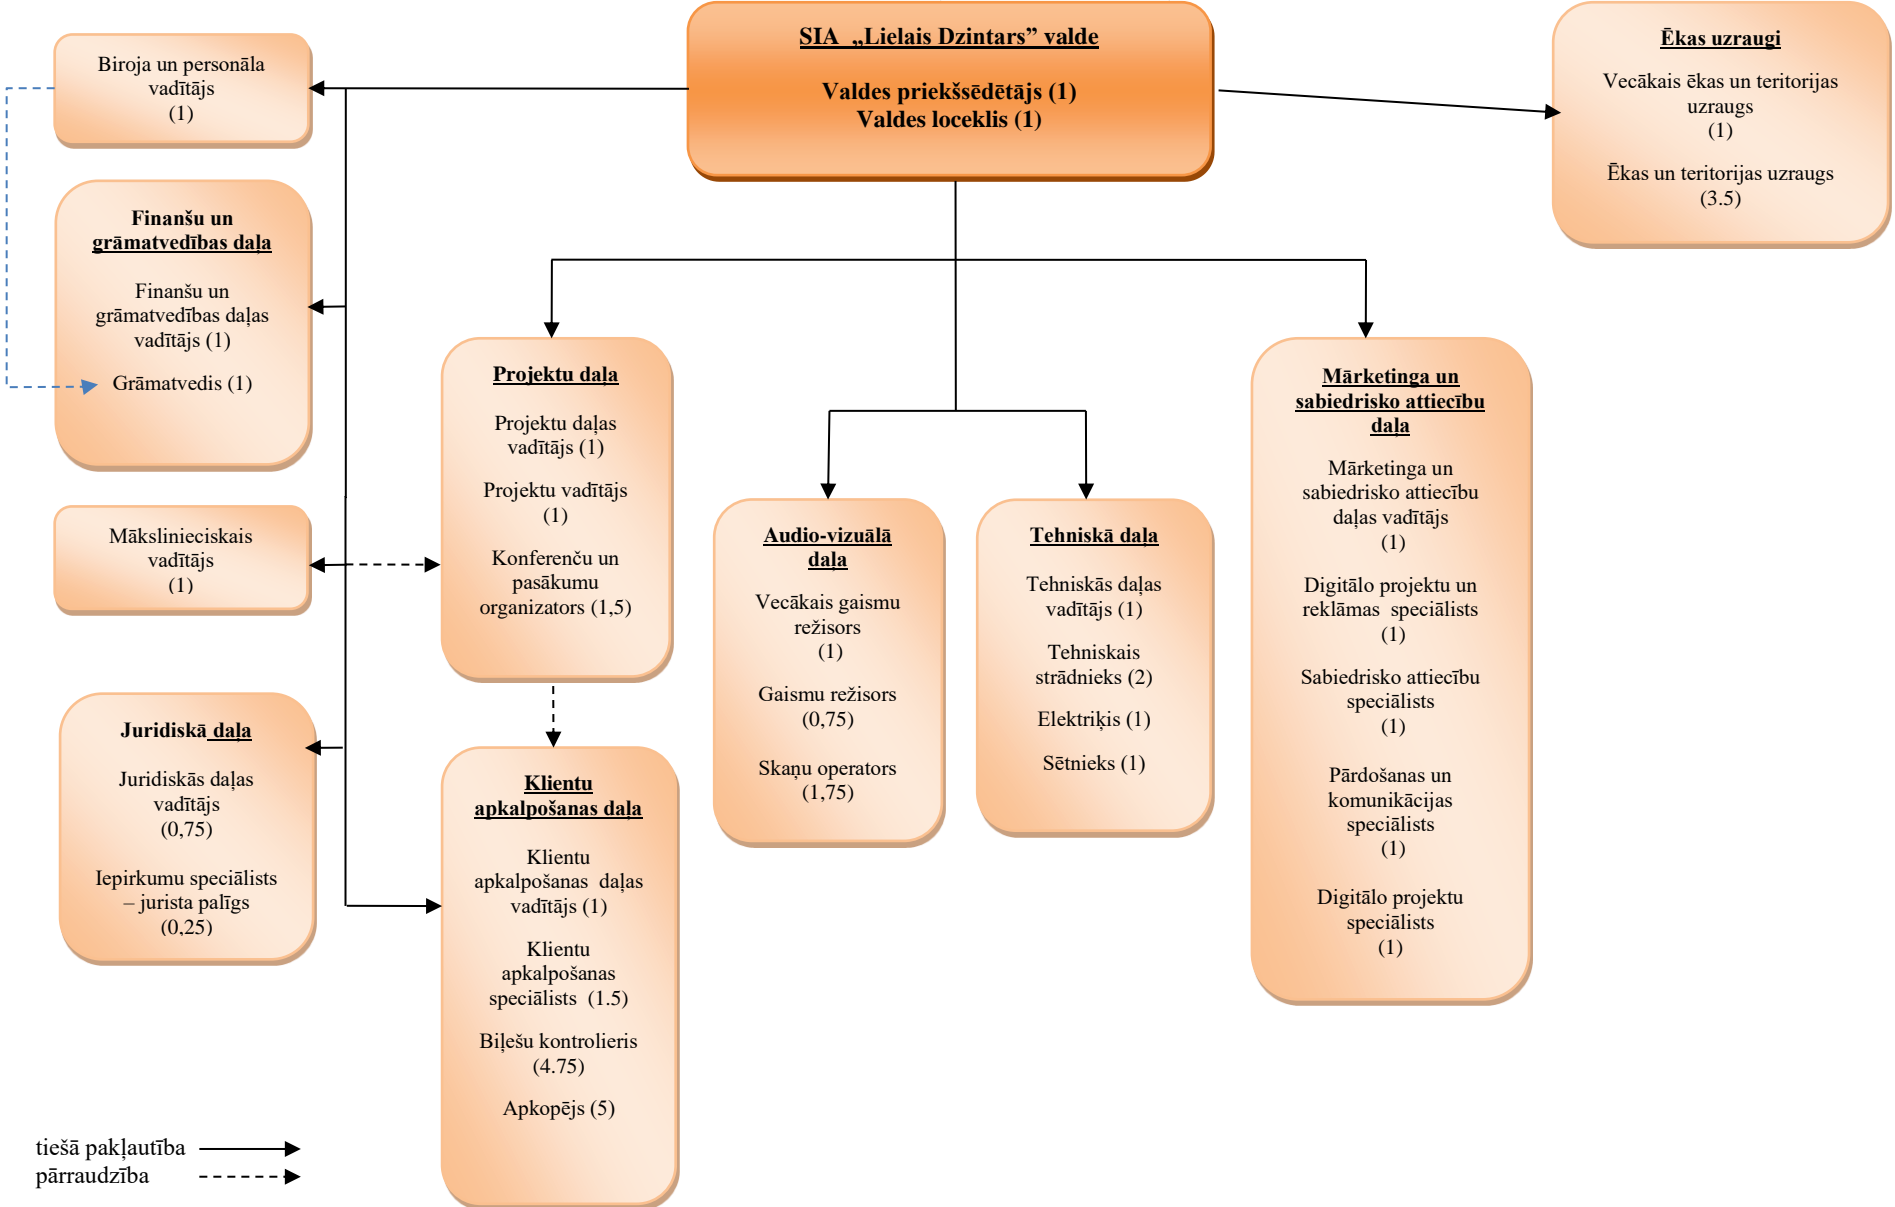 SIA „Lielais Dzintars” valde
Valdes priekšsēdētājs (1)
Valdes loceklis (1)
Ēkas uzraugi
Vecākais ēkas un teritorijas
uzraugs
(1)
Ēkas un teritorijas uzraugs
(3.5)
Biroja un personāla
vadītājs
(1)
Finanšu un
grāmatvedības daļa
Finanšu un
grāmatvedības daļas
vadītājs (1)
Grāmatvedis (1)
Mākslinieciskais
vadītājs
(1)
Juridiskā daļa
Juridiskās daļas
vadītājs
(0,75)
Iepirkumu speciālists
– jurista palīgs
(0,25)
Projektu daļa
Projektu daļas
vadītājs (1)
Projektu vadītājs
(1)
Konferenču un
pasākumu
organizators (1,5)
Klientu
apkalpošanas daļa
Klientu
apkalpošanas daļas
vadītājs (1)
Klientu
apkalpošanas
speciālists (1.5)
Biļešu kontrolieris
(4.75)
Apkopējs (5)
Audio-vizuālā
daļa
Vecākais gaismu
režisors
(1)
Gaismu režisors
(0,75)
Skaņu operators
(1,75)
Tehniskā daļa
Tehniskās daļas
vadītājs (1)
Tehniskais
strādnieks (2)
Elektriķis (1)
Sētnieks (1)
Mārketinga un
sabiedrisko attiecību
daļa
Mārketinga un
sabiedrisko attiecību
daļas vadītājs
(1)
Digitālo projektu un
reklāmas speciālists
(1)
Sabiedrisko attiecību
speciālists
(1)
Pārdošanas un
komunikācijas
speciālists
(1)
Digitālo projektu
speciālists
(1)
tiešā pakļautība
pārraudzība